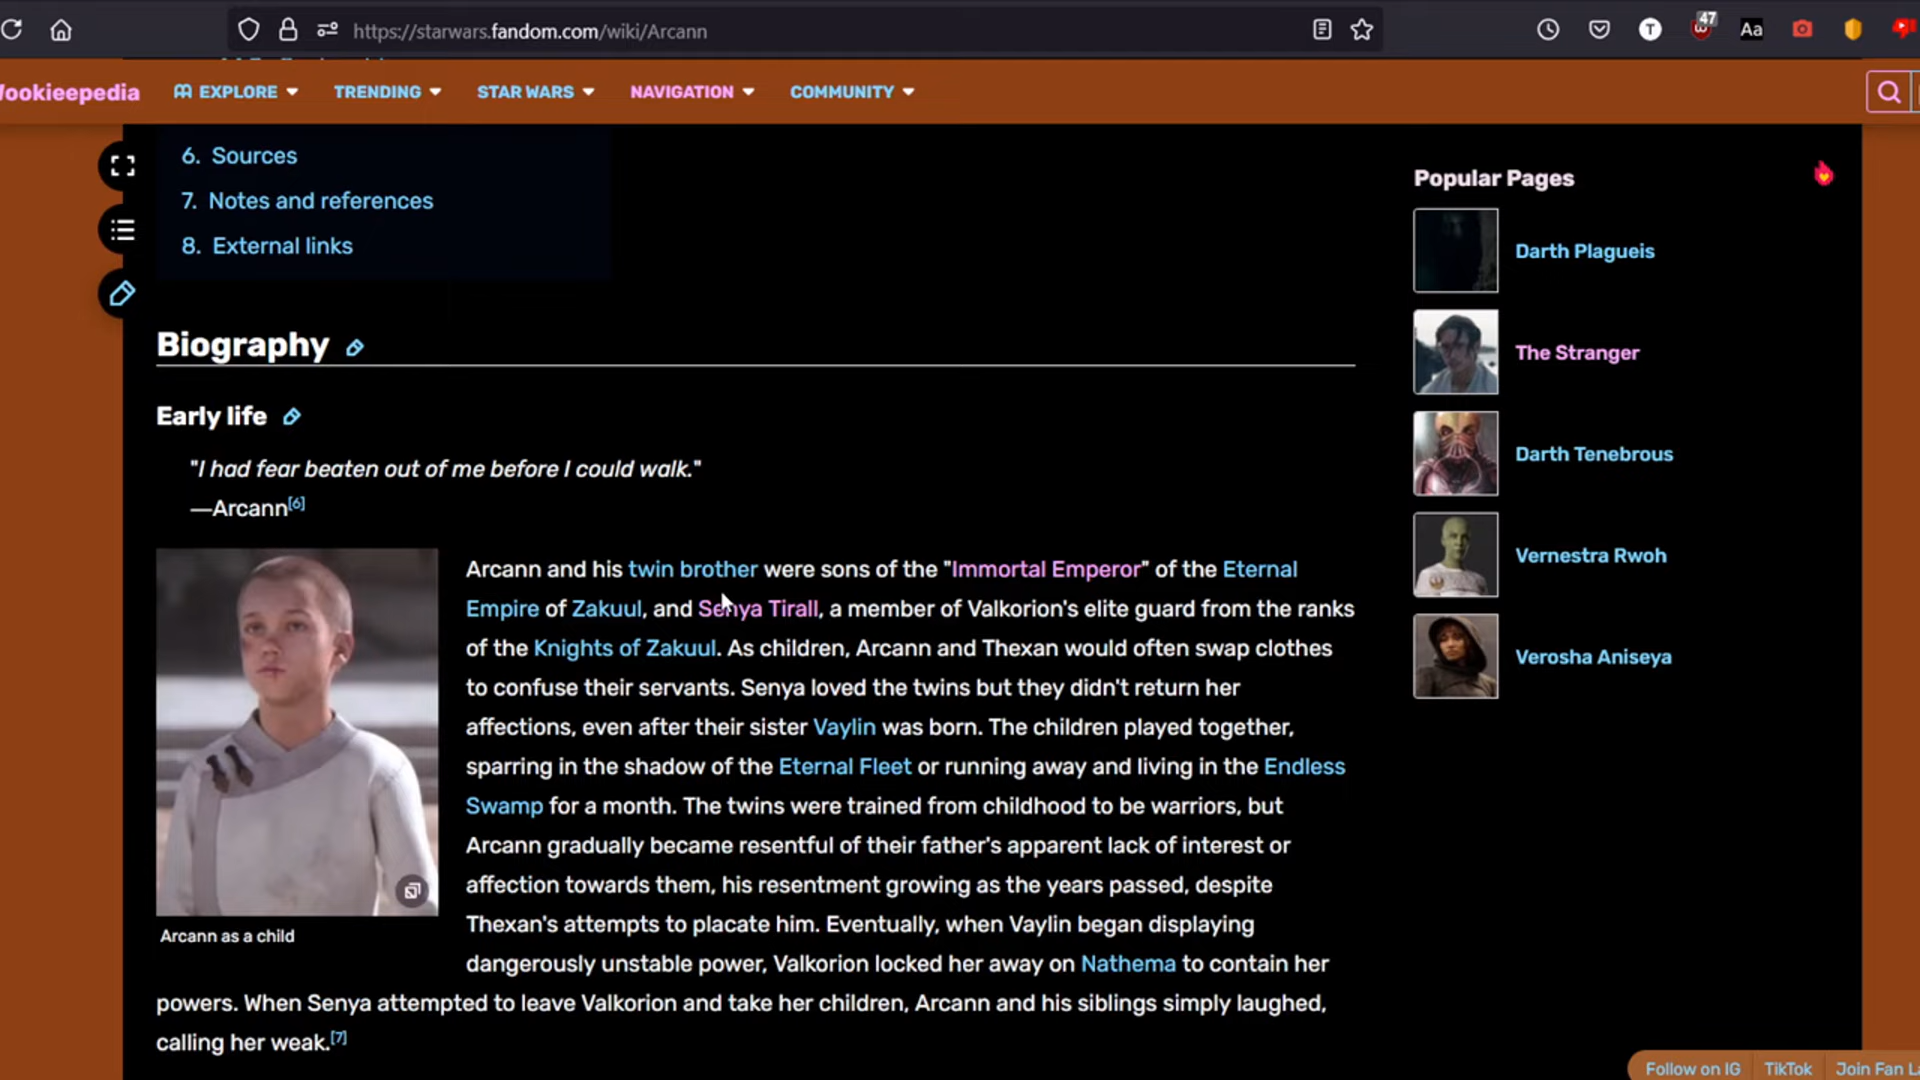 https://starwars.fandom.com/wiki/Arcann
47
T
Aa
ookieepedia
EXPLORE
TRENDING
STAR WARS
NAVIGATION
COMMUNITY
6. Sources
7. Notes and references
8. External links
Popular Pages
Darth Plagueis
The Stranger
Darth Tenebrous
Vernestra Rwoh
Verosha Aniseya
Biography
Early life
"I had fear beaten out of me before I could walk."
—Arcann[6]
Arcann as a child
Arcann and his twin brother were sons of the "Immortal Emperor" of the Eternal
Empire of Zakuul, and Senya Tirall, a member of Valkorion's elite guard from the ranks
of the Knights of Zakuul. As children, Arcann and Thexan would often swap clothes
to confuse their servants. Senya loved the twins but they didn't return her
affections, even after their sister Vaylin was born. The children played together,
sparring in the shadow of the Eternal Fleet or running away and living in the Endless
Swamp for a month. The twins were trained from childhood to be warriors, but
Arcann gradually became resentful of their father's apparent lack of interest or
affection towards them, his resentment growing as the years passed, despite
Thexan's attempts to placate him. Eventually, when Vaylin began displaying
dangerously unstable power, Valkorion locked her away on Nathema to contain her
powers. When Senya attempted to leave Valkorion and take her children, Arcann and his siblings simply laughed,
calling her weak.[7]
Follow on IG
TikTok
Join Fan La